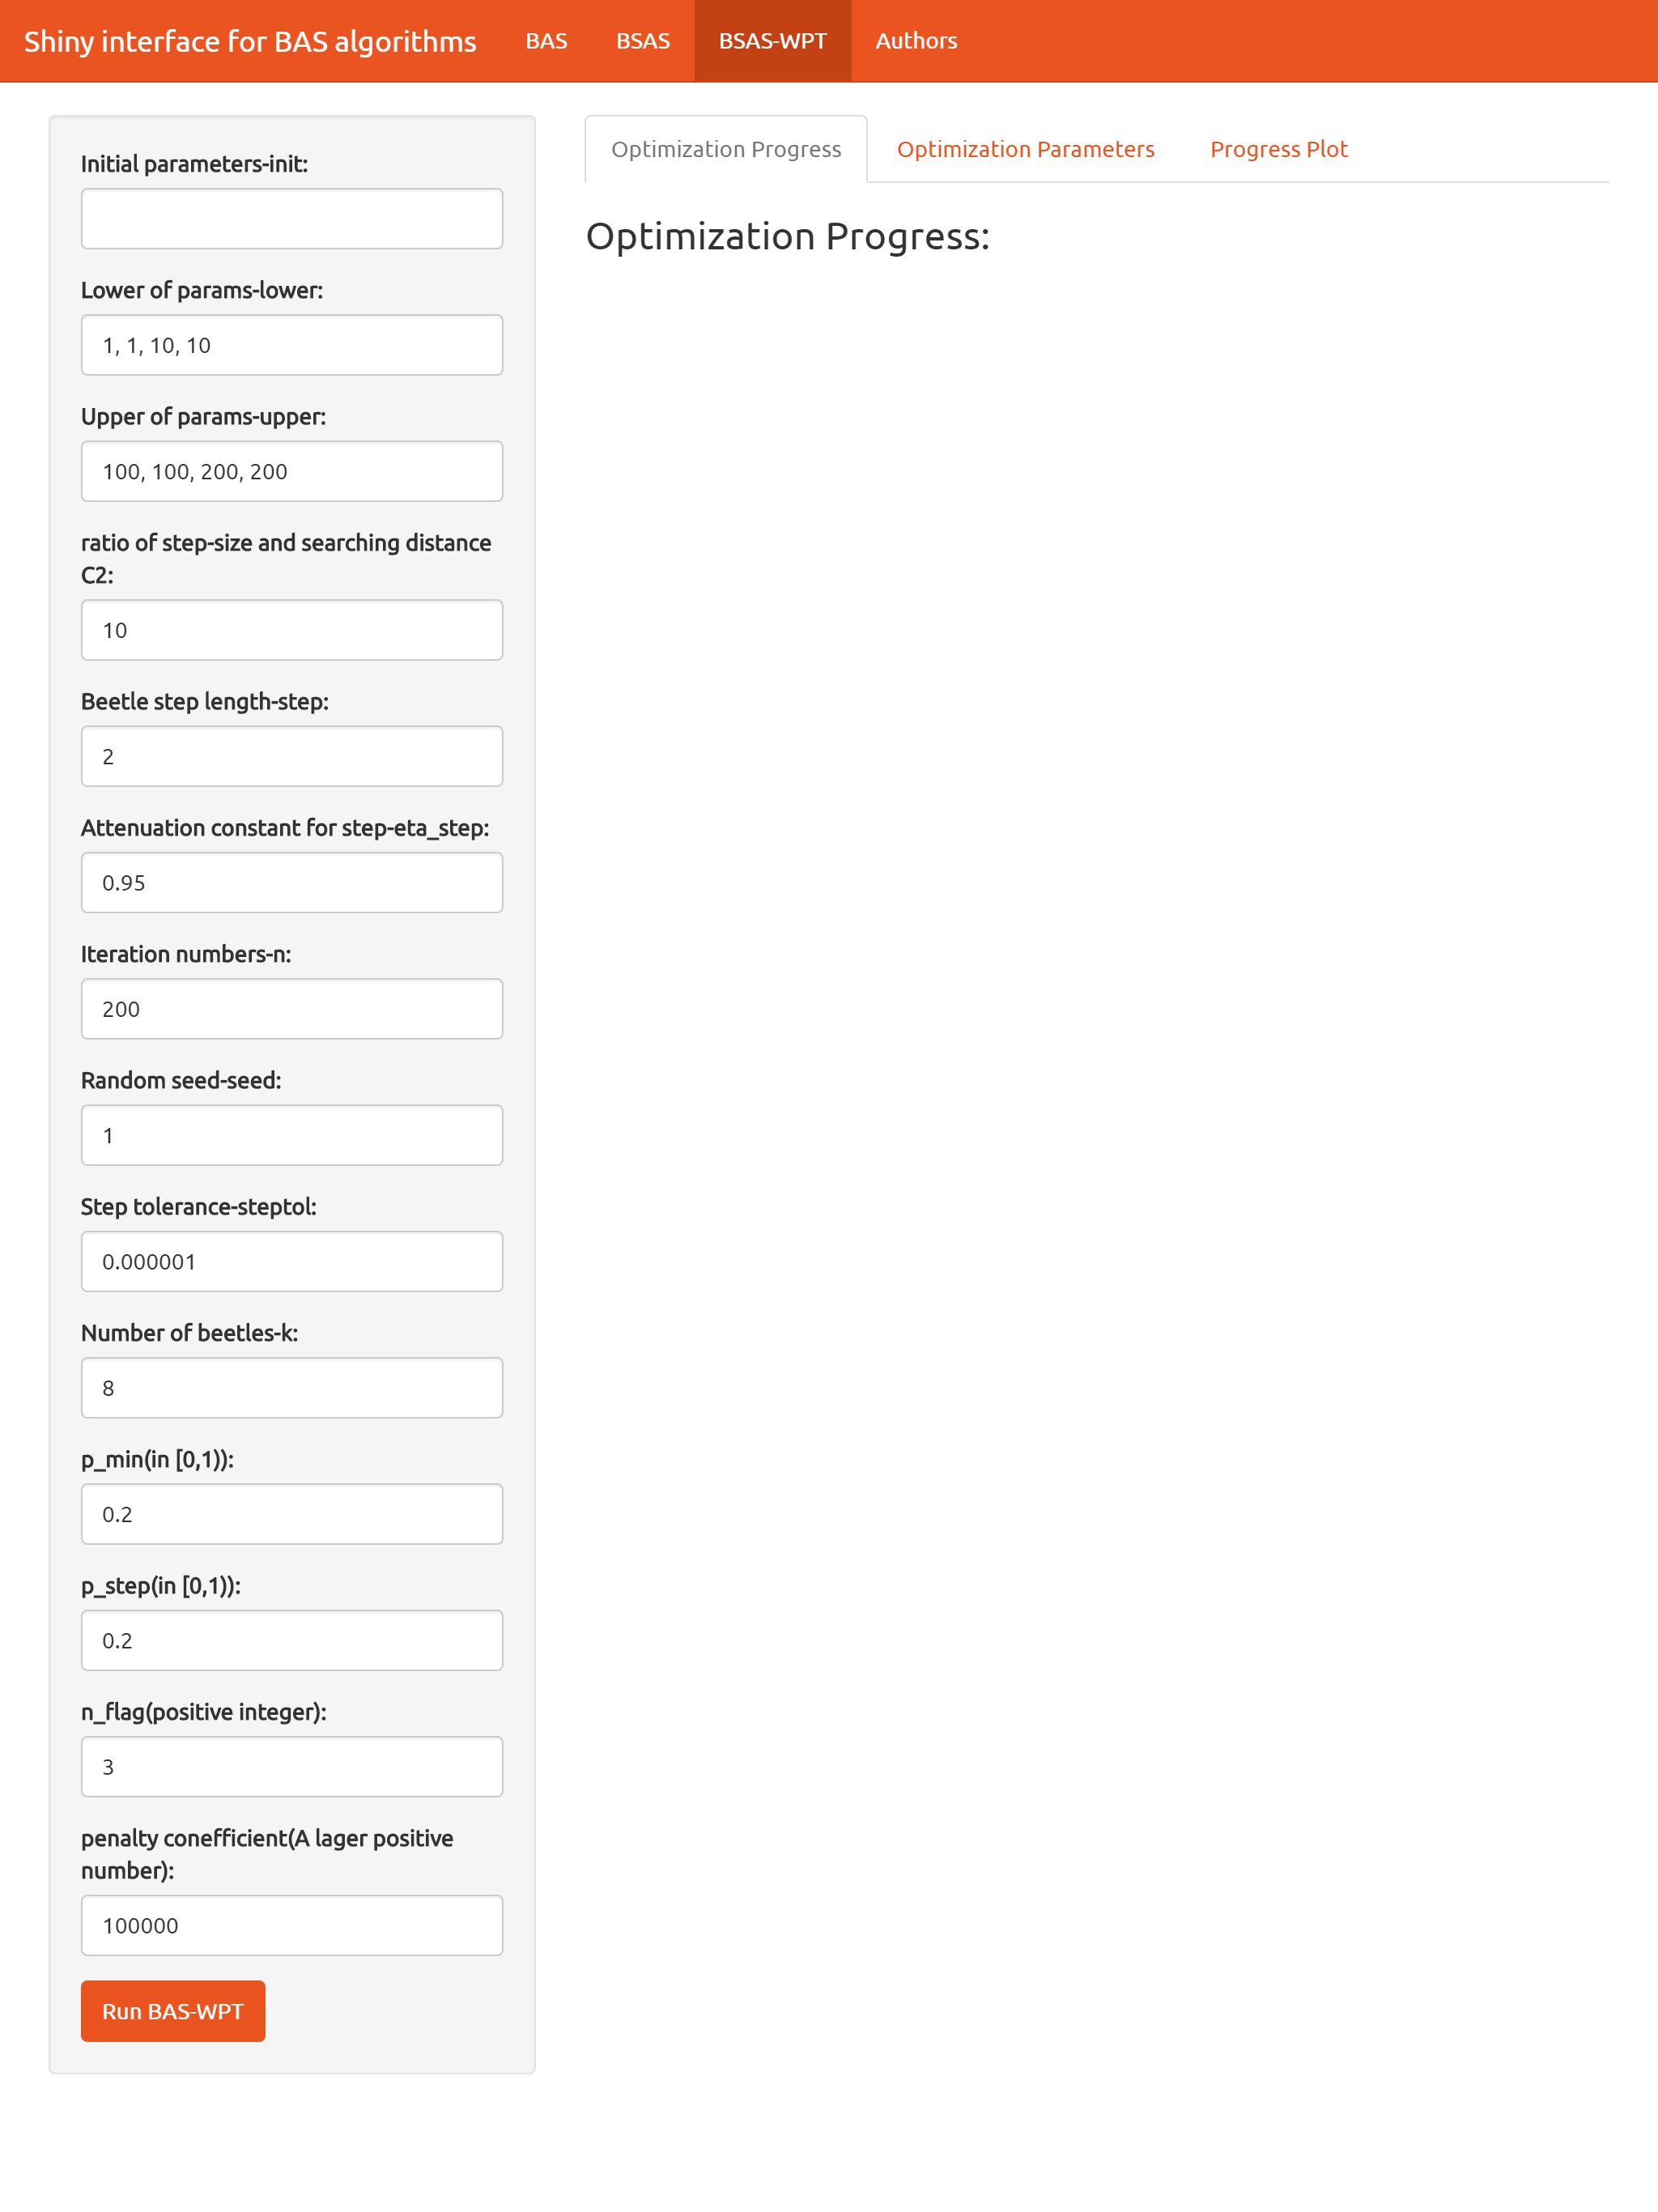 Shiny interface for BAS algorithms BAS BSAS BSAS-WPT Authors
Initial parameters-init:
Lower of params-lower:
1, 1, 10, 10
Upper of params-upper:
100, 100, 200, 200
ratio of step-size and searching distance
C2:
10
Beetle step length-step:
2
Attenuation constant for step-eta_step:
0.95
Iteration numbers-n:
200
Random seed-seed:
1
Step tolerance-steptol:
0.000001
Number of beetles-k:
8
p_min(in [0,1)):
0.2
p_step(in [0,1)):
0.2
n_flag(positive integer):
3
penalty conefficient(A lager positive
number):
100000
Run BAS-WPT
Optimization Progress Optimization Parameters Progress Plot
Optimization Progress: